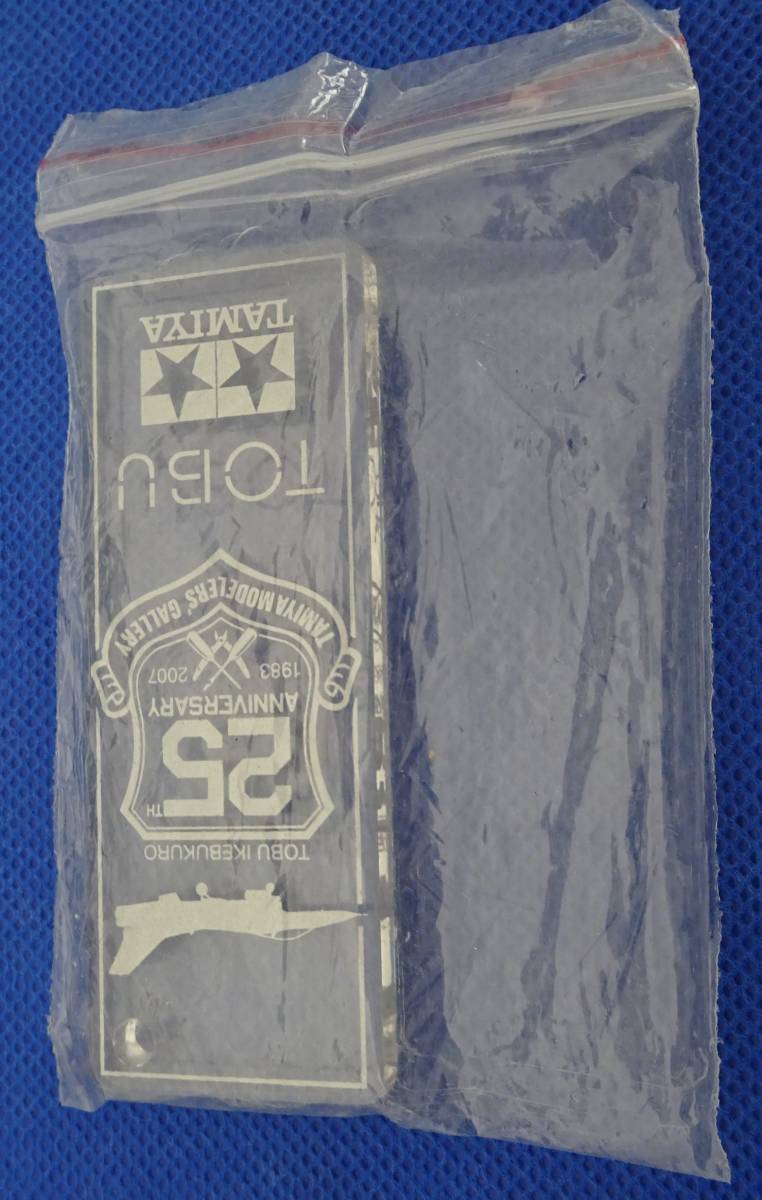 TOBU IKEBUKURO
25TH
ANNIVERSARY
1983 2007
TAMIYA MODELERS' GALLERY
TOBU
TAMIYA